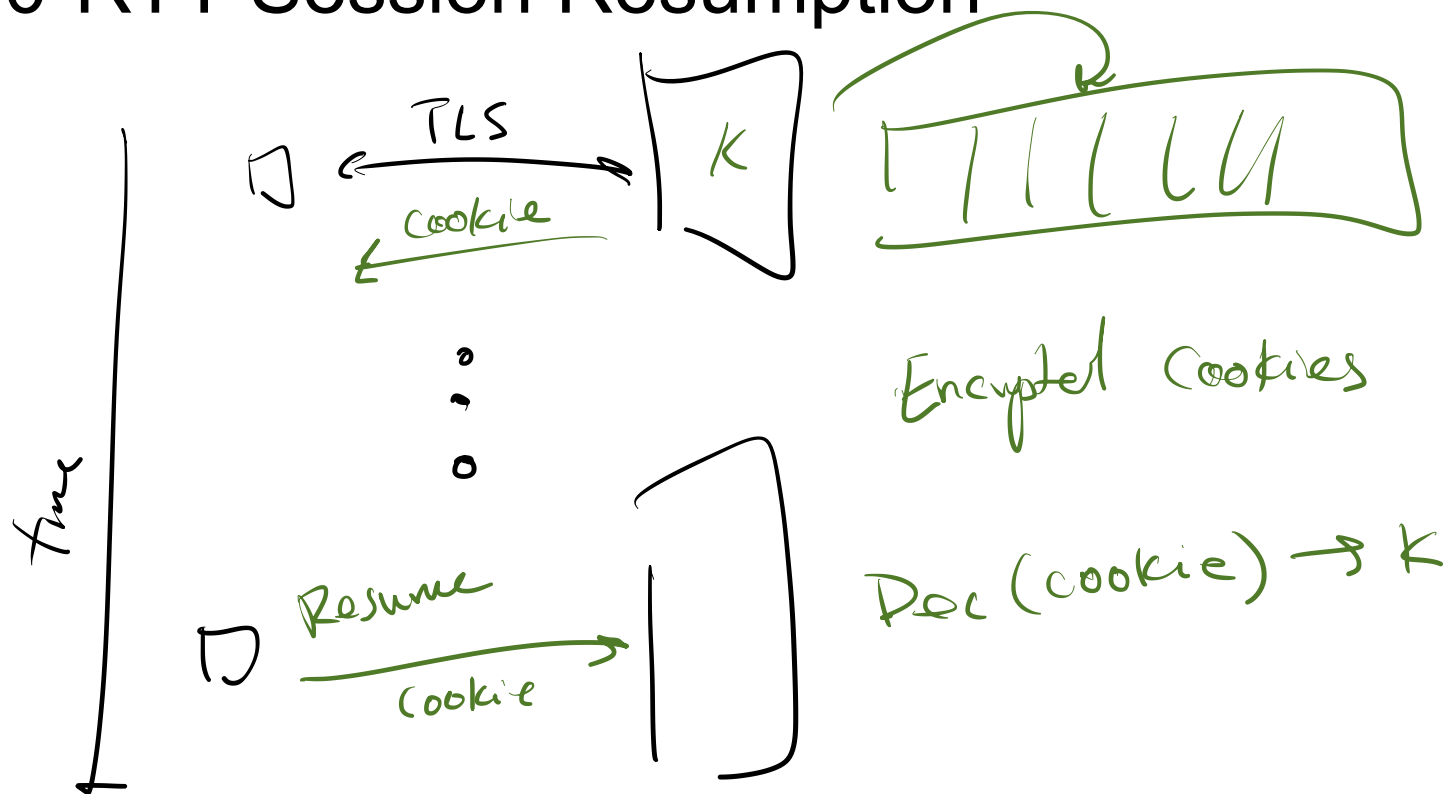 0-RTT Session Resumption
TLS
K
cookie
Encrypted Cookies
Time
Resume
Cookie
Dec (cookie) → K